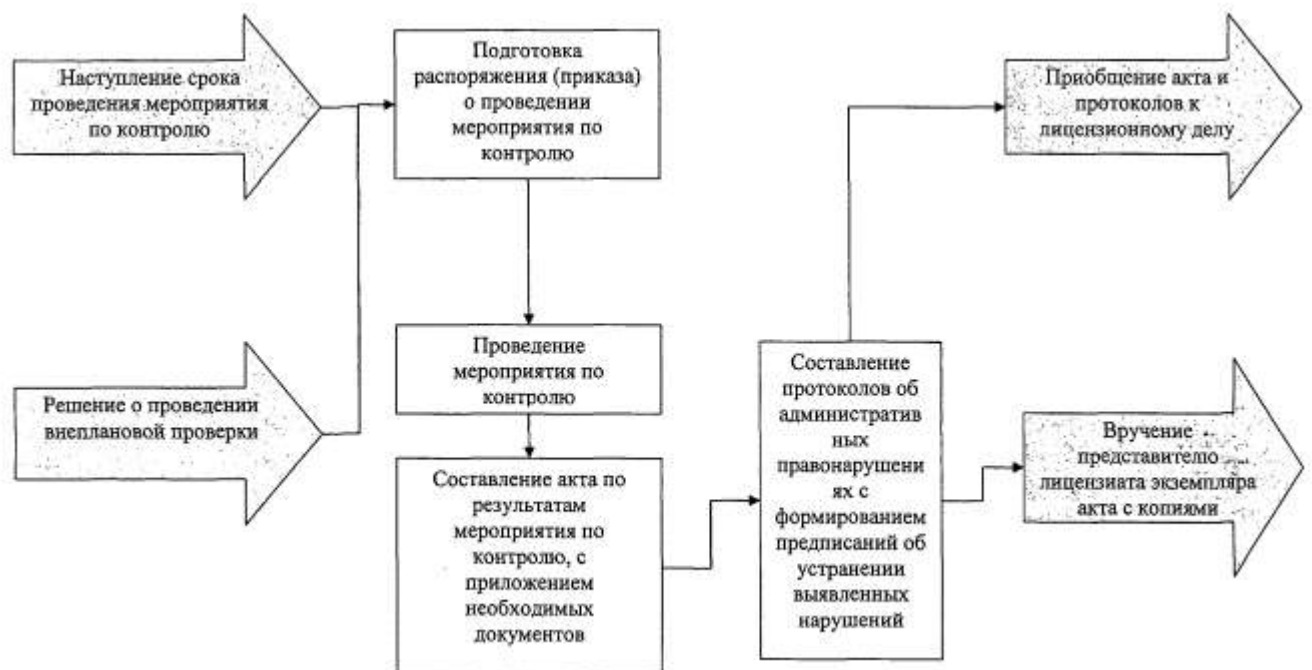 Наступление срока
проведения мероприятия
по контролю
Подготовка
распоряжения (приказа)
о проведении
мероприятия по
контролю
Приобщение акта и
протоколов к
лицензионному делу
Решение о проведении
внеплановой проверки
Проведение
мероприятия по
контролю
Составление акта по
результатам
мероприятия по
контролю, с
приложением
необходимых
документов
Составление
протоколов об
административ
ных
правонарушени
ях с
формированием
предписаний об
устранении
выявленных
нарушений
Вручение
представителю
лицензиата экземпляра
акта с копиями